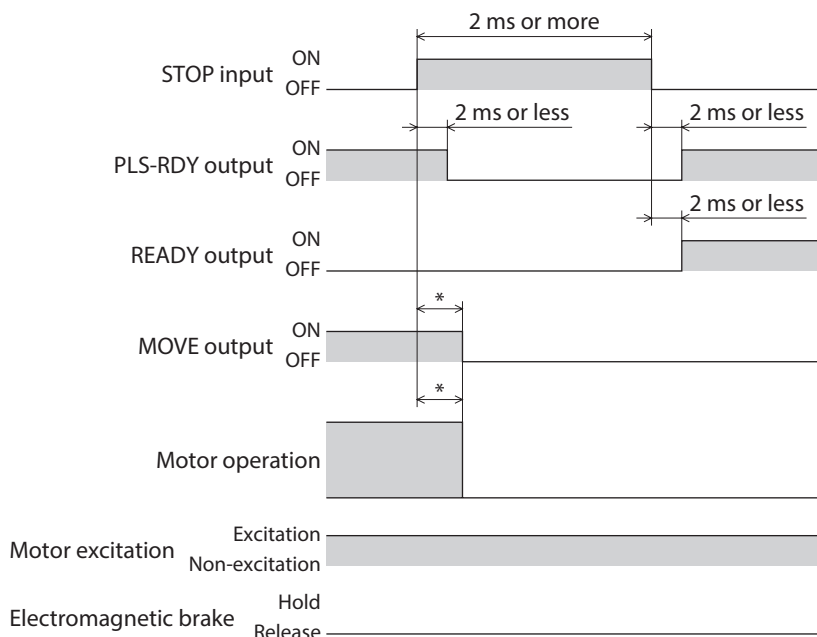 2 ms or more
STOP input
ON
OFF
2 ms or less
2 ms or less
PLS-RDY output
ON
OFF
2 ms or less
READY output
ON
OFF
*
MOVE output
ON
OFF
*
Motor operation
Motor excitation
Excitation
Non-excitation
Electromagnetic brake
Hold
Release